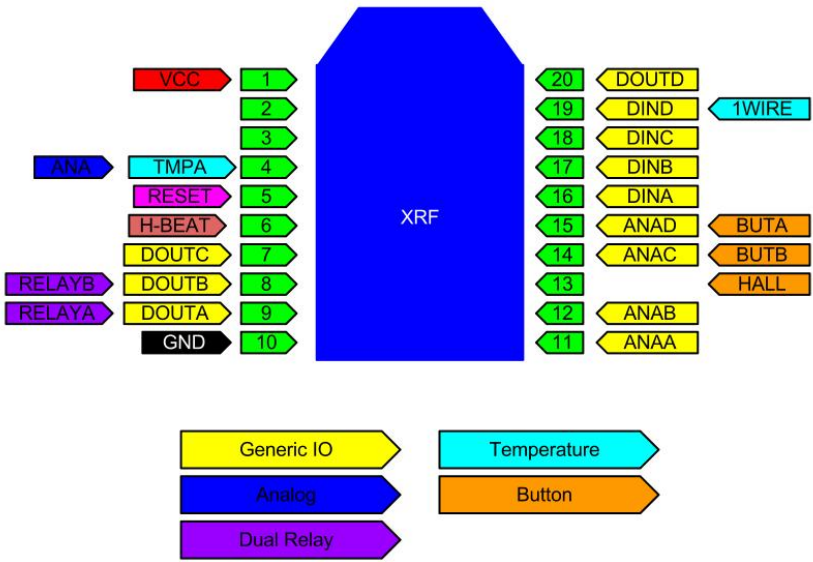 VCC 1 20 DOUTD
2 19 DIND 1WIRE
3 18 DINC
ANA TMPA 4 17 DINB
RESET 5 16 DINA
XRF
H-BEAT 6 15 ANAD BUTA
DOUTC 7 14 ANAC BUTB
RELAYB DOUTB 8 13 HALL
RELAYA DOUTA 9 12 ANAB
GND 10 11 ANAA
Generic IO Temperature
Analog Button
Dual Relay